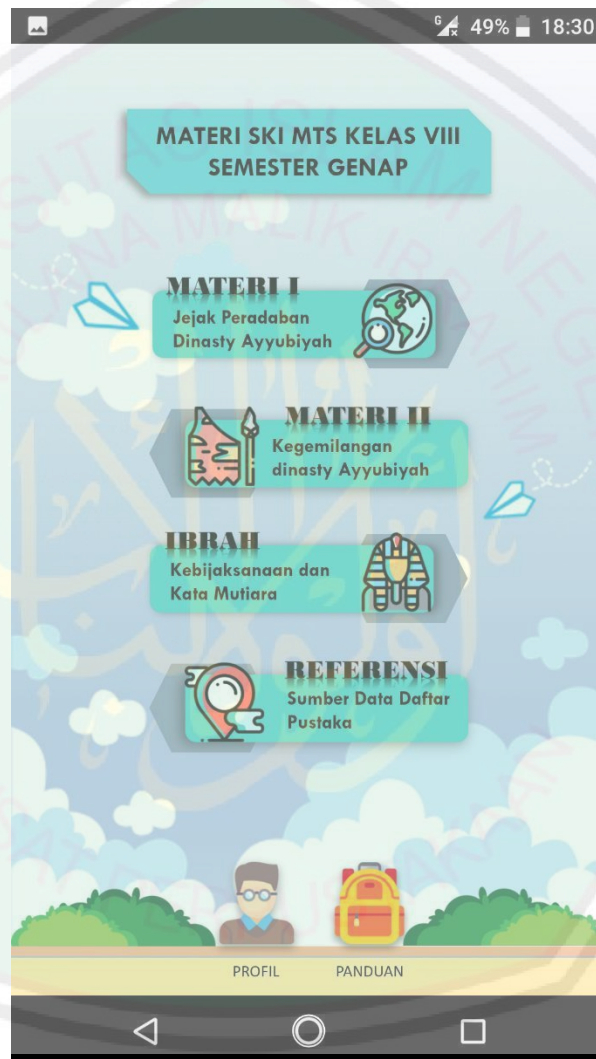 49% 18:30
MATERI SKI MTS KELAS VIII
SEMESTER GENAP
MATERI I
Jejak Peradaban
Dinasty Ayyubiyah
MATERI II
Kegemilangan
dinasty Ayyubiyah
IBRAH
Kebijaksanaan dan
Kata Mutiara
REFERENSI
Sumber Data Daftar
Pustaka
PROFIL PANDUAN